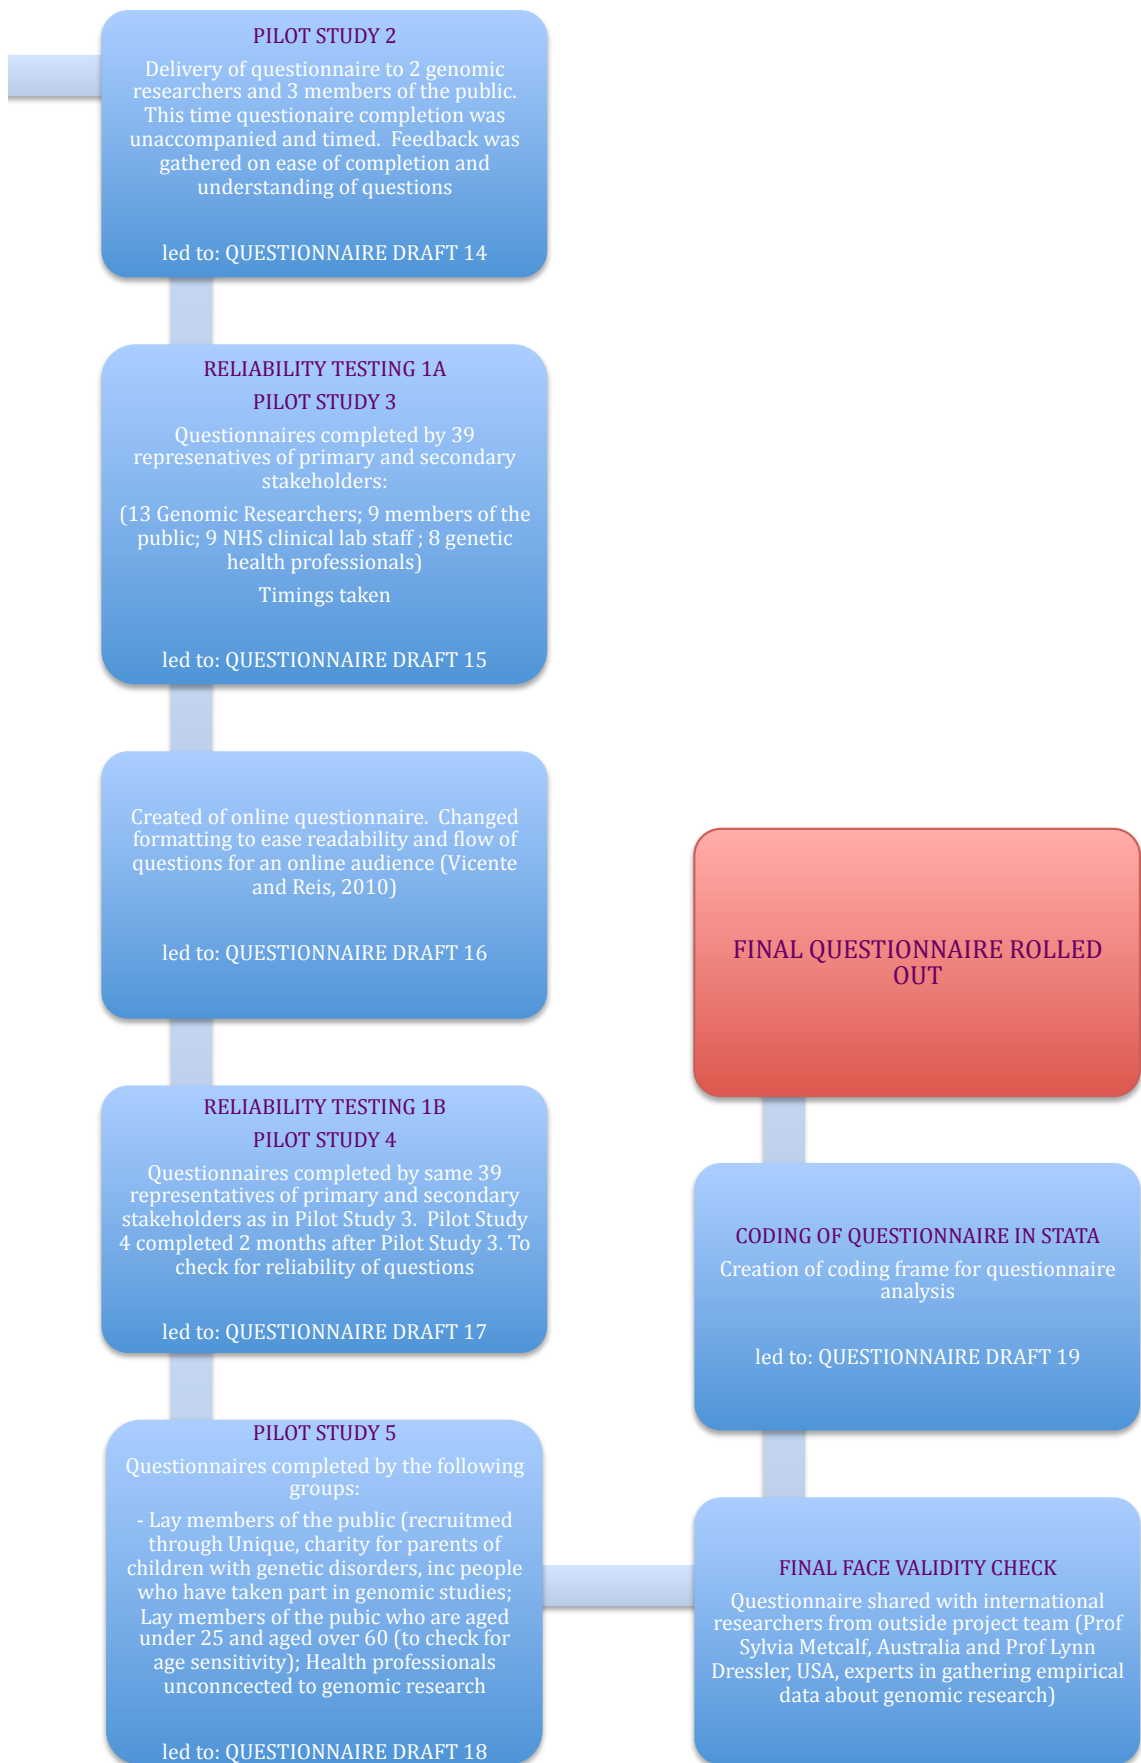 PILOT STUDY 2
Delivery of questionnaire to 2 genomic
researchers and 3 members of the public.
This time questionaire completion was
unaccompanied and timed.  Feedback was
gathered on ease of completion and
understanding of questions
led to: QUESTIONNAIRE DRAFT 14
RELIABILITY TESTING 1A
PILOT STUDY 3
Questionnaires completed by 39
represenatives of primary and secondary
stakeholders:
(13 Genomic Researchers; 9 members of the
public; 9 NHS clinical lab staff ; 8 genetic
health professionals)
Timings taken
led to: QUESTIONNAIRE DRAFT 15
Created of online questionnaire.  Changed
formatting to ease readability and flow of
questions for an online audience (Vicente
and Reis, 2010)
led to: QUESTIONNAIRE DRAFT 16
RELIABILITY TESTING 1B
PILOT STUDY 4
Questionnaires completed by same 39
representatives of primary and secondary
stakeholders as in Pilot Study 3.  Pilot Study
4 completed 2 months after Pilot Study 3. To
check for reliability of questions
led to: QUESTIONNAIRE DRAFT 17
PILOT STUDY 5
Questionnaires completed by the following
groups:
- Lay members of the public (recruitmed
through Unique, charity for parents of
children with genetic disorders, inc people
who have taken part in genomic studies;
Lay members of the pubic who are aged
under 25 and aged over 60 (to check for
age sensitivity); Health professionals
unconncected to genomic research
led to: QUESTIONNAIRE DRAFT 18
FINAL FACE VALIDITY CHECK
Questionnaire shared with international
researchers from outside project team (Prof
Sylvia Metcalf, Australia and Prof Lynn
Dressler, USA, experts in gathering empirical
data about genomic research)
CODING OF QUESTIONNAIRE IN STATA
Creation of coding frame for questionnaire
analysis
led to: QUESTIONNAIRE DRAFT 19
FINAL QUESTIONNAIRE ROLLED
OUT